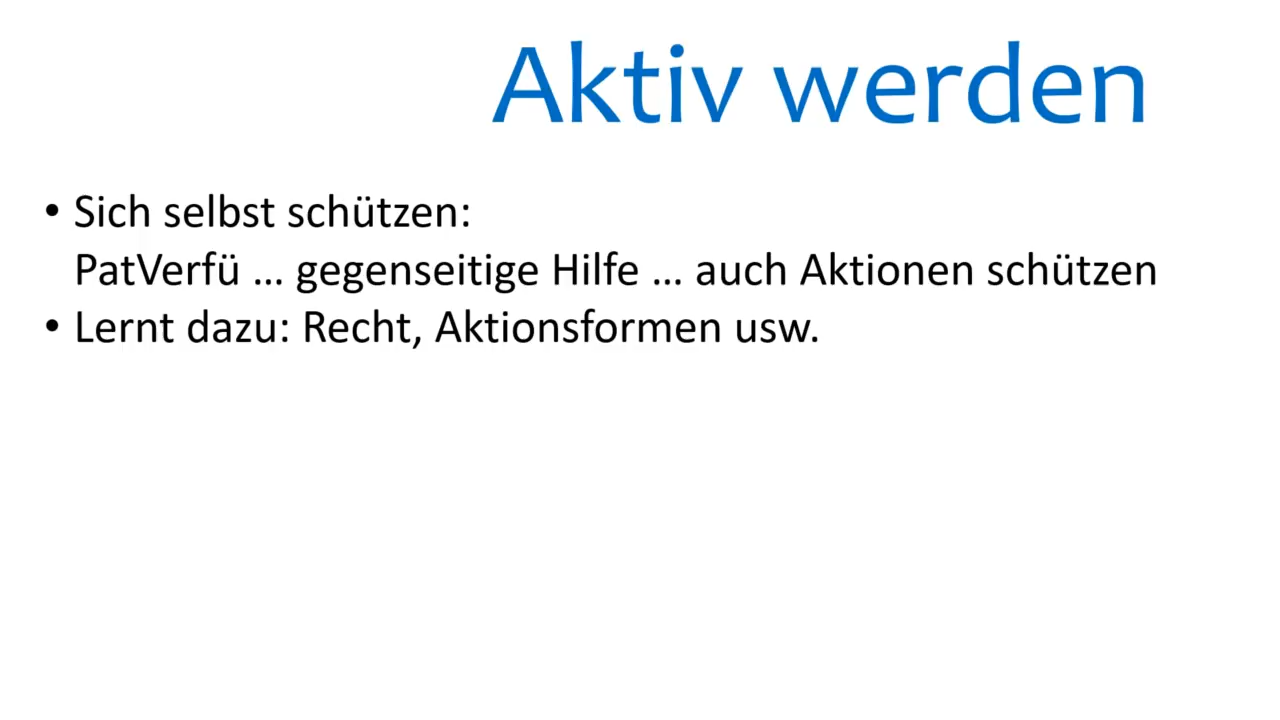 Aktiv werden
• Sich selbst schützen:
PatVerfü … gegenseitige Hilfe … auch Aktionen schützen
• Lernt dazu: Recht, Aktionsformen usw.